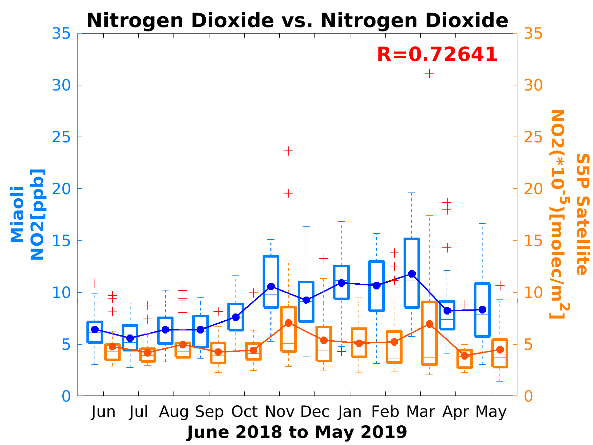 Nitrogen Dioxide vs. Nitrogen Dioxide
R=0.72641
35
30
25
20
15
10
5
0
Miaoli
NO2[ppb]
35
30
25
20
15
10
5
0
S5P Satellite
NO2(*10^-5)[molec/m^2]
Jun Jul Aug Sep Oct Nov Dec Jan Feb Mar Apr May
June 2018 to May 2019